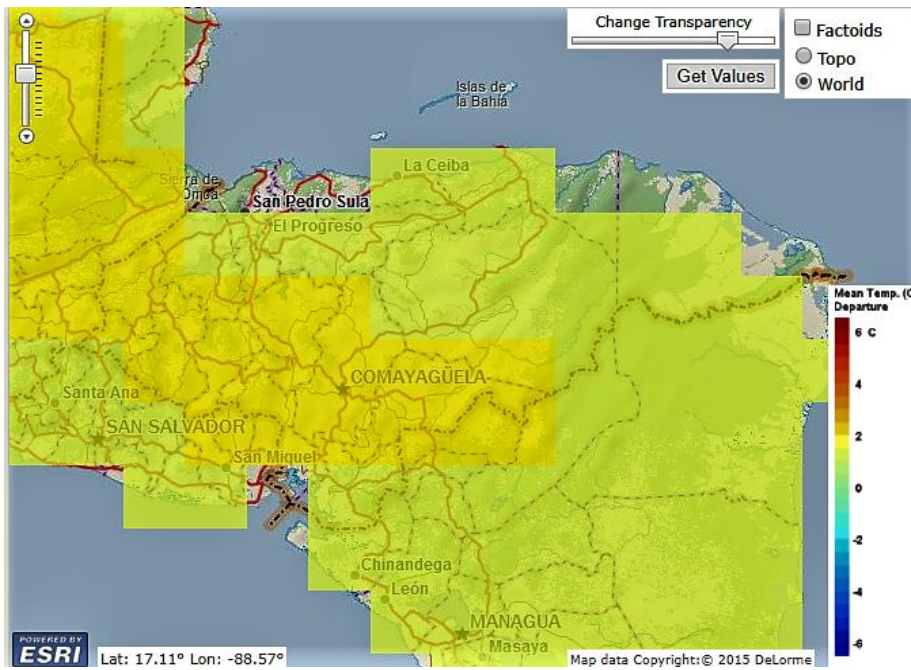 Change Transparency
Get Values
Factoids
Topo
World
Islas de
la Bahía
La Ceiba
Sierra de
Omoa
San Pedro Sula
El Progreso
Mean Temp. (C
Departure
6 C
4
2
0
-2
-4
-6
COMAYAGÜELA
Santa Ana
SAN SALVADOR
San Miguel
Chinandega
León
MANAGUA
Masaya
POWERED BY
ESRI
Lat: 17.11° Lon: -88.57°
Map data Copyright:© 2015 DeLorme